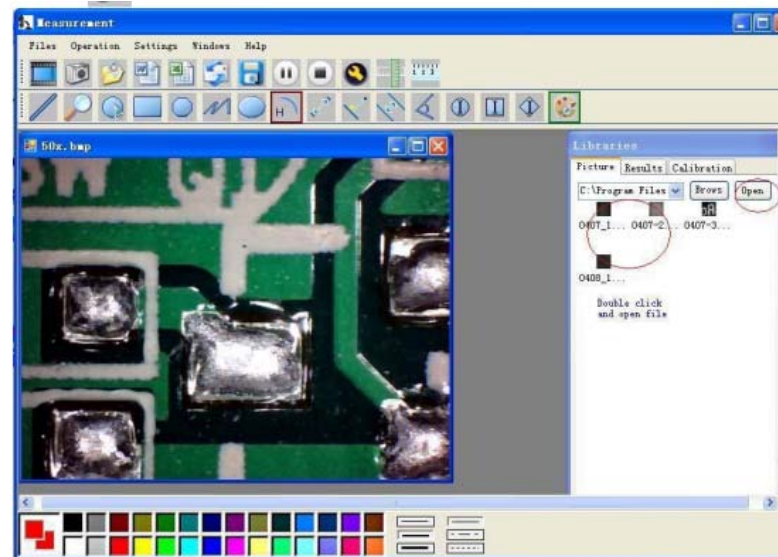 Measurement
Files Operation Settings Windows Help
H
50x.bmp
Libraries
Picture Results Calibration
C:\Program Files Brows Open
0407_1... 0407-2... 0407-3...
0408_1...
Double click
and open file